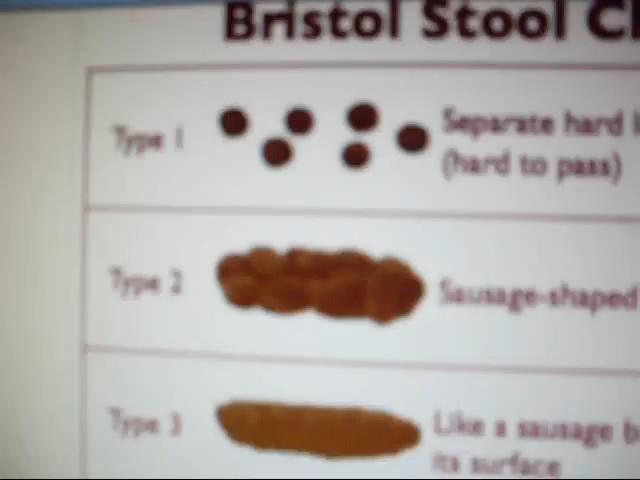 Bristol Stool
Type 1
Separate hard
(hard to pass)
Type 2
Sausage-shaped
Type 3
Like a sausage
its surface